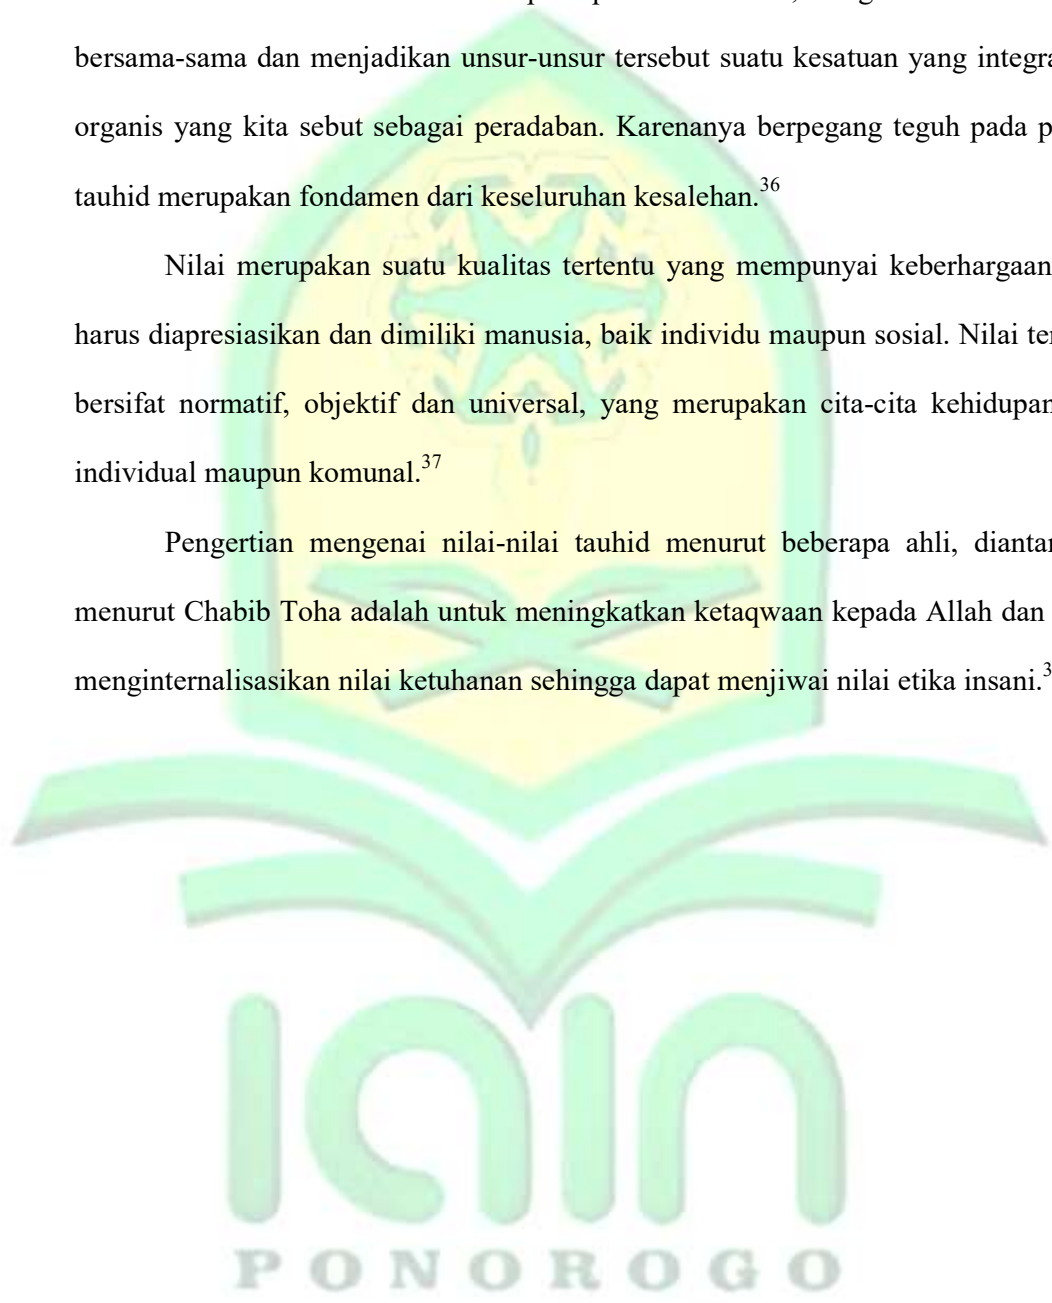 bersama-sama dan menjadikan unsur-unsur tersebut suatu kesatuan yang
organis yang kita sebut sebagai peradaban. Karenanya berpegang teguh pada
tauhid merupakan fondamen dari keseluruhan kesalehan.36
Nilai merupakan suatu kualitas tertentu yang mempunyai keberhargaan
harus diapresiasikan dan dimiliki manusia, baik individu maupun sosial. Nilai
bersifat normatif, objektif dan universal, yang merupakan cita-cita kehidupan
individual maupun komunal.37
Pengertian mengenai nilai-nilai tauhid menurut beberapa ahli,
menurut Chabib Toha adalah untuk meningkatkan ketaqwaan kepada Allah dan
menginternalisasikan nilai ketuhanan sehingga dapat menjiwai nilai etika insani.3
iain
PONOROGO